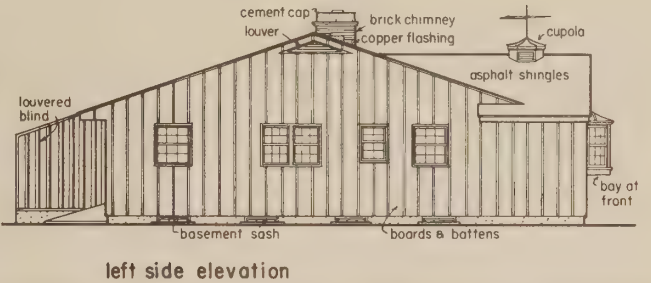 cement cap
brick chimney
louver
copper flashing
cupola
asphalt shingles
louvered
blind
bay at
front
basement sash
boards & battens
left side elevation